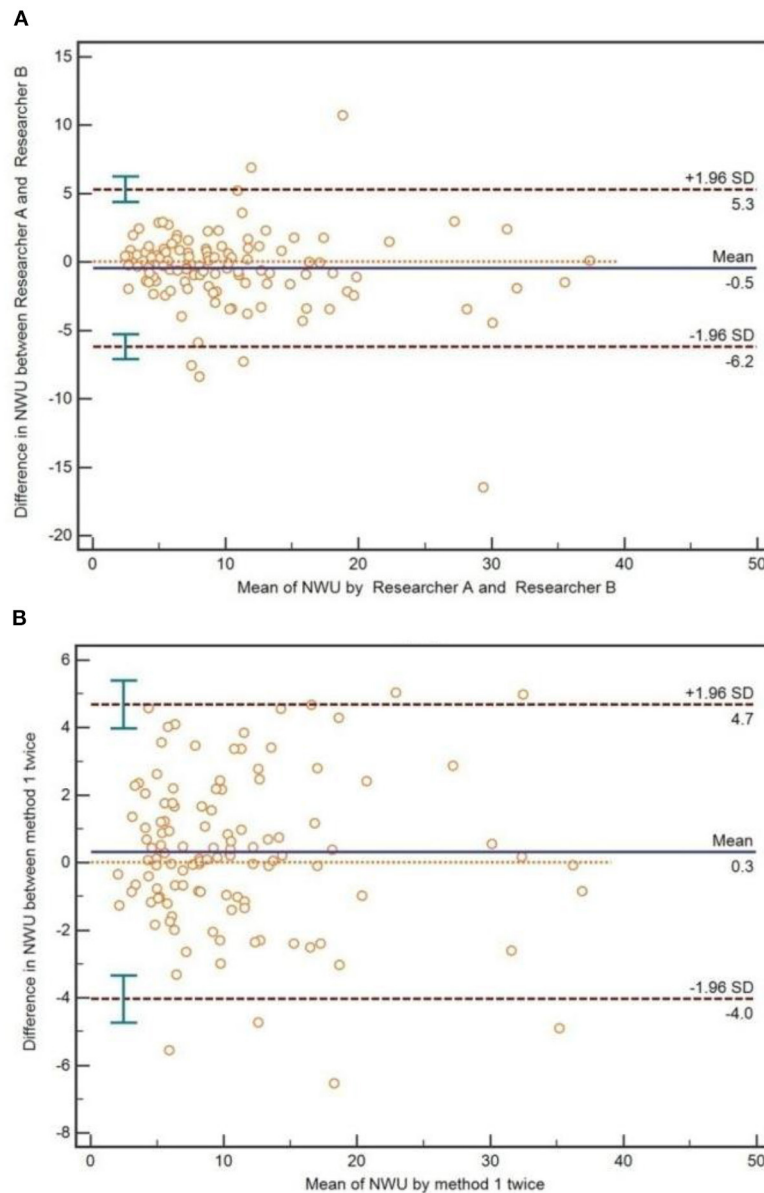 A
15
10
5
0
-5
-10
-15
-20
+1.96 SD
5.3
Mean
-0.5
-1.96 SD
-6.2
Difference in NWU between Researcher A and Researcher B
0
10
20
30
40
50
Mean of NWU by Researcher A and Researcher B
B
6
4
2
0
-2
-4
-6
-8
+1.96 SD
4.7
Mean
0.3
-1.96 SD
-4.0
Difference in NWU between method 1 twice
0
10
20
30
40
50
Mean of NWU by method 1 twice